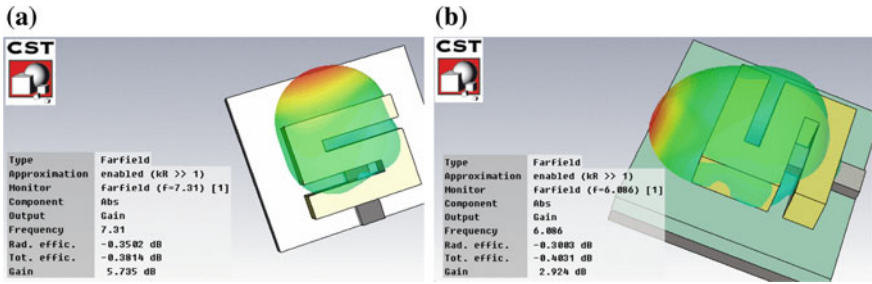 (a)
CST
Type Farfield
Approximation enabled (kR >> 1)
Monitor farfield (f=7.31) [1]
Component Abs
Output Gain
Frequency 7.31
Rad. effic. -0.3502 dB
Tot. effic. -0.3814 dB
Gain 5.735 dB
(b)
CST
Type Farfield
Approximation enabled (kR >> 1)
Monitor farfield (f=6.086) [1]
Component Abs
Output Gain
Frequency 6.086
Rad. effic. -0.3003 dB
Tot. effic. -0.4031 dB
Gain 2.924 dB